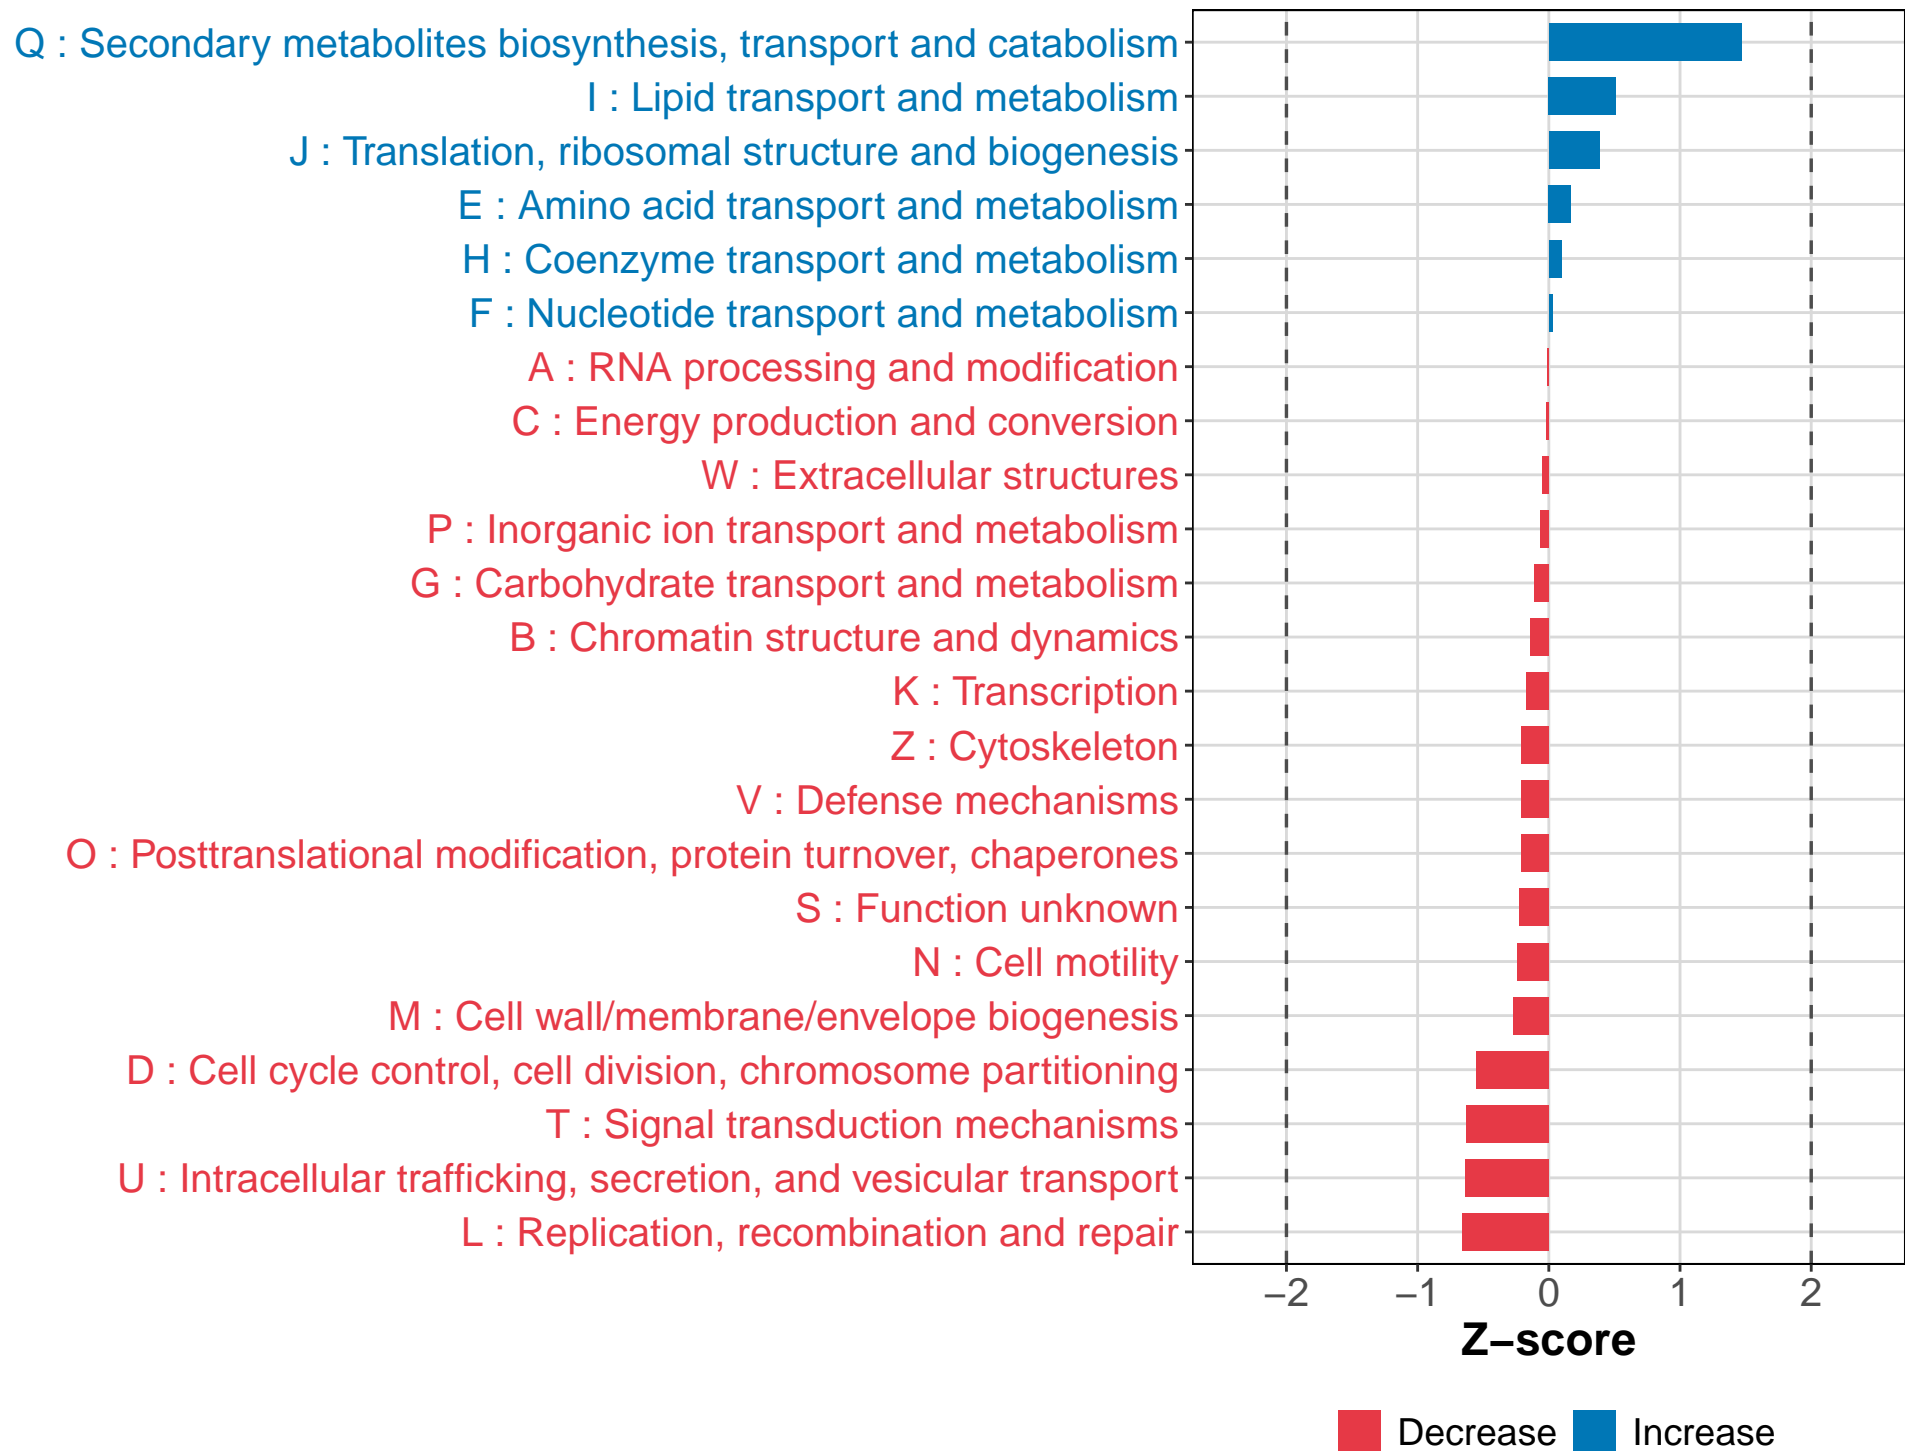 Q : Secondary metabolites biosynthesis, transport and catabolism
I : Lipid transport and metabolism
J : Translation, ribosomal structure and biogenesis
E : Amino acid transport and metabolism
H : Coenzyme transport and metabolism
F : Nucleotide transport and metabolism
A : RNA processing and modification
C : Energy production and conversion
W : Extracellular structures
P : Inorganic ion transport and metabolism
G : Carbohydrate transport and metabolism
B : Chromatin structure and dynamics
K : Transcription
Z : Cytoskeleton
V : Defense mechanisms
O : Posttranslational modification, protein turnover, chaperones
S : Function unknown
N : Cell motility
M : Cell wall/membrane/envelope biogenesis
D : Cell cycle control, cell division, chromosome partitioning
T : Signal transduction mechanisms
U : Intracellular trafficking, secretion, and vesicular transport
L : Replication, recombination and repair
−2 −1 0 1 2
Z−score
Decrease Increase